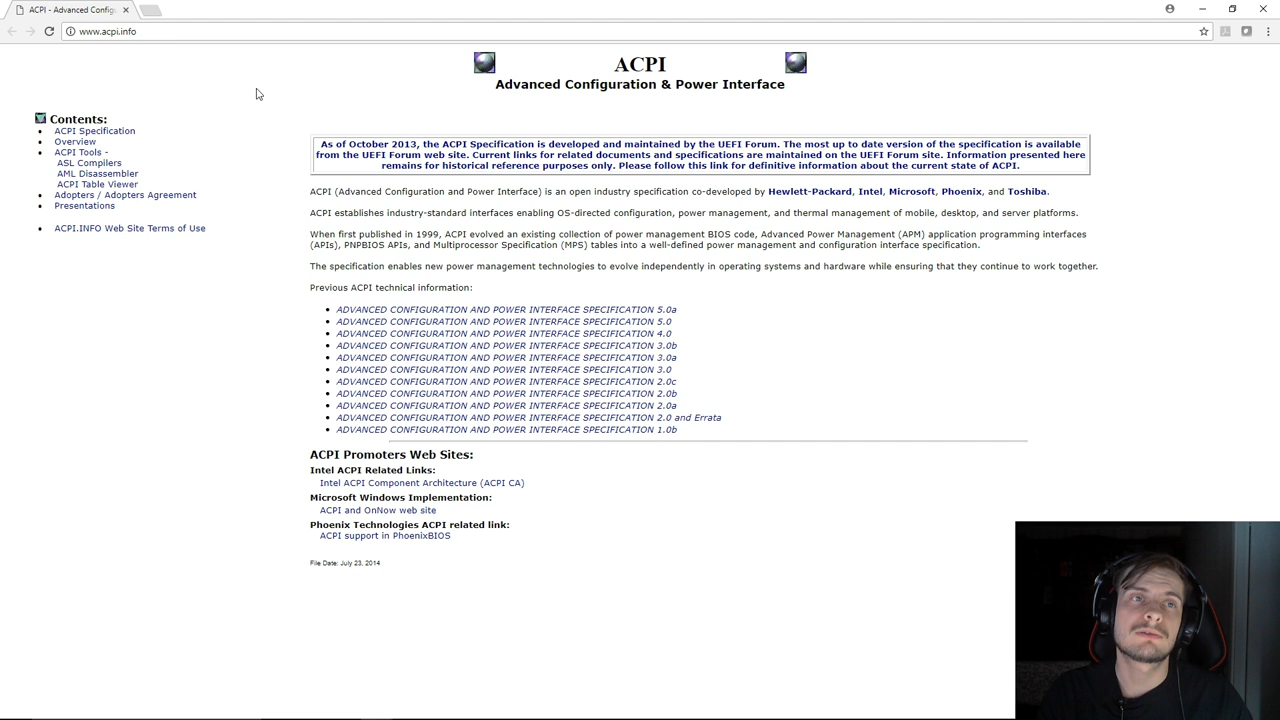 ACPI - Advanced Config
www.acpi.info
ACPI
Advanced Configuration & Power Interface
Contents:
ACPI Specification
Overview
ACPI Tools -
ASL Compilers
AML Disassembler
ACPI Table Viewer
Adopters / Adopters Agreement
Presentations
ACPI.INFO Web Site Terms of Use
As of October 2013, the ACPI Specification is developed and maintained by the UEFI Forum. The most up to date version of the specification is available
from the UEFI Forum web site. Current links for related documents and specifications are maintained on the UEFI Forum site. Information presented here
remains for historical reference purposes only. Please follow this link for definitive information about the current state of ACPI.
ACPI (Advanced Configuration and Power Interface) is an open industry specification co-developed by Hewlett-Packard, Intel, Microsoft, Phoenix, and Toshiba.
ACPI establishes industry-standard interfaces enabling OS-directed configuration, power management, and thermal management of mobile, desktop, and server platforms.
When first published in 1999, ACPI evolved an existing collection of power management BIOS code, Advanced Power Management (APM) application programming interfaces
(APIs), PNPBIOS APIs, and Multiprocessor Specification (MPS) tables into a well-defined power management and configuration interface specification.
The specification enables new power management technologies to evolve independently in operating systems and hardware while ensuring that they continue to work together.
Previous ACPI technical information:
ADVANCED CONFIGURATION AND POWER INTERFACE SPECIFICATION 5.0a
ADVANCED CONFIGURATION AND POWER INTERFACE SPECIFICATION 5.0
ADVANCED CONFIGURATION AND POWER INTERFACE SPECIFICATION 4.0
ADVANCED CONFIGURATION AND POWER INTERFACE SPECIFICATION 3.0b
ADVANCED CONFIGURATION AND POWER INTERFACE SPECIFICATION 3.0a
ADVANCED CONFIGURATION AND POWER INTERFACE SPECIFICATION 3.0
ADVANCED CONFIGURATION AND POWER INTERFACE SPECIFICATION 2.0c
ADVANCED CONFIGURATION AND POWER INTERFACE SPECIFICATION 2.0b
ADVANCED CONFIGURATION AND POWER INTERFACE SPECIFICATION 2.0a
ADVANCED CONFIGURATION AND POWER INTERFACE SPECIFICATION 2.0 and Errata
ADVANCED CONFIGURATION AND POWER INTERFACE SPECIFICATION 1.0b
ACPI Promoters Web Sites:
Intel ACPI Related Links:
Intel ACPI Component Architecture (ACPI CA)
Microsoft Windows Implementation:
ACPI and OnNow web site
Phoenix Technologies ACPI related link:
ACPI support in PhoenixBIOS
File Date: July 23, 2014